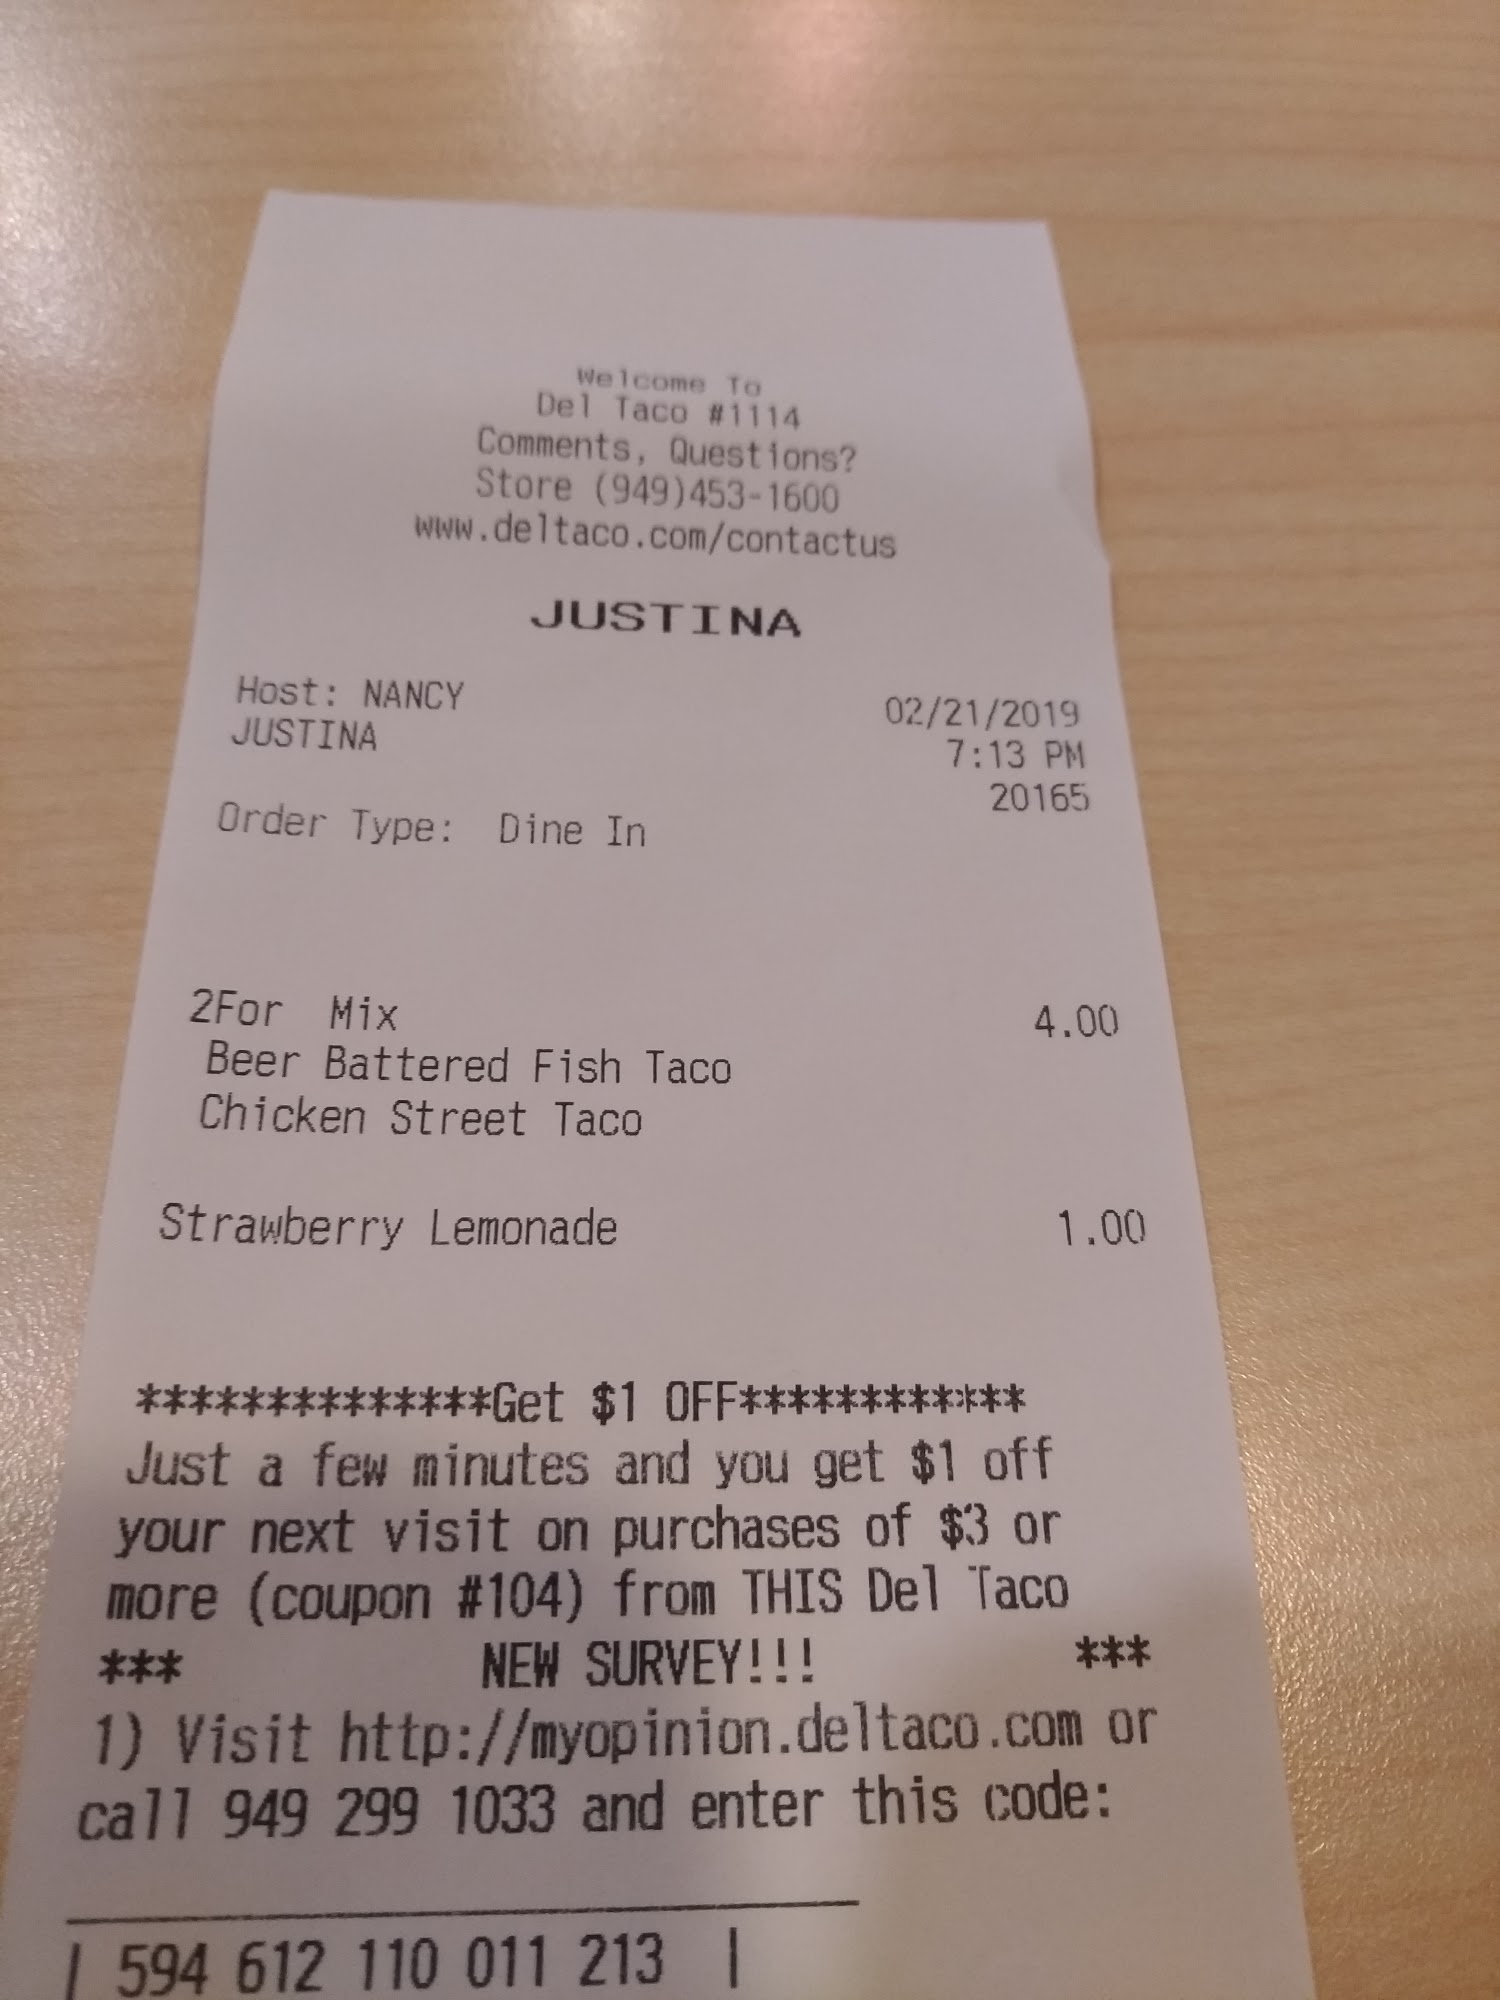 Welcome To
Del Taco #1114
Comments, Questions?
Store (949)453-1600
www.deltaco.com/contactus
JUSTINA
Host: NANCY 02/21/2019
JUSTINA 7:13 PM
20165
Order Type: Dine In
2For Mix 4.00
Beer Battered Fish Taco
Chicken Street Taco
Strawberry Lemonade 1.00
**************Get $1 OFF************
Just a few minutes and you get $1 off
your next visit on purchases of $3 or
more (coupon #104) from THIS Del Taco
*** NEW SURVEY!!! ***
1) Visit http://myopinion.deltaco.com or
call 949 299 1033 and enter this code:
| 594 612 110 011 213 |